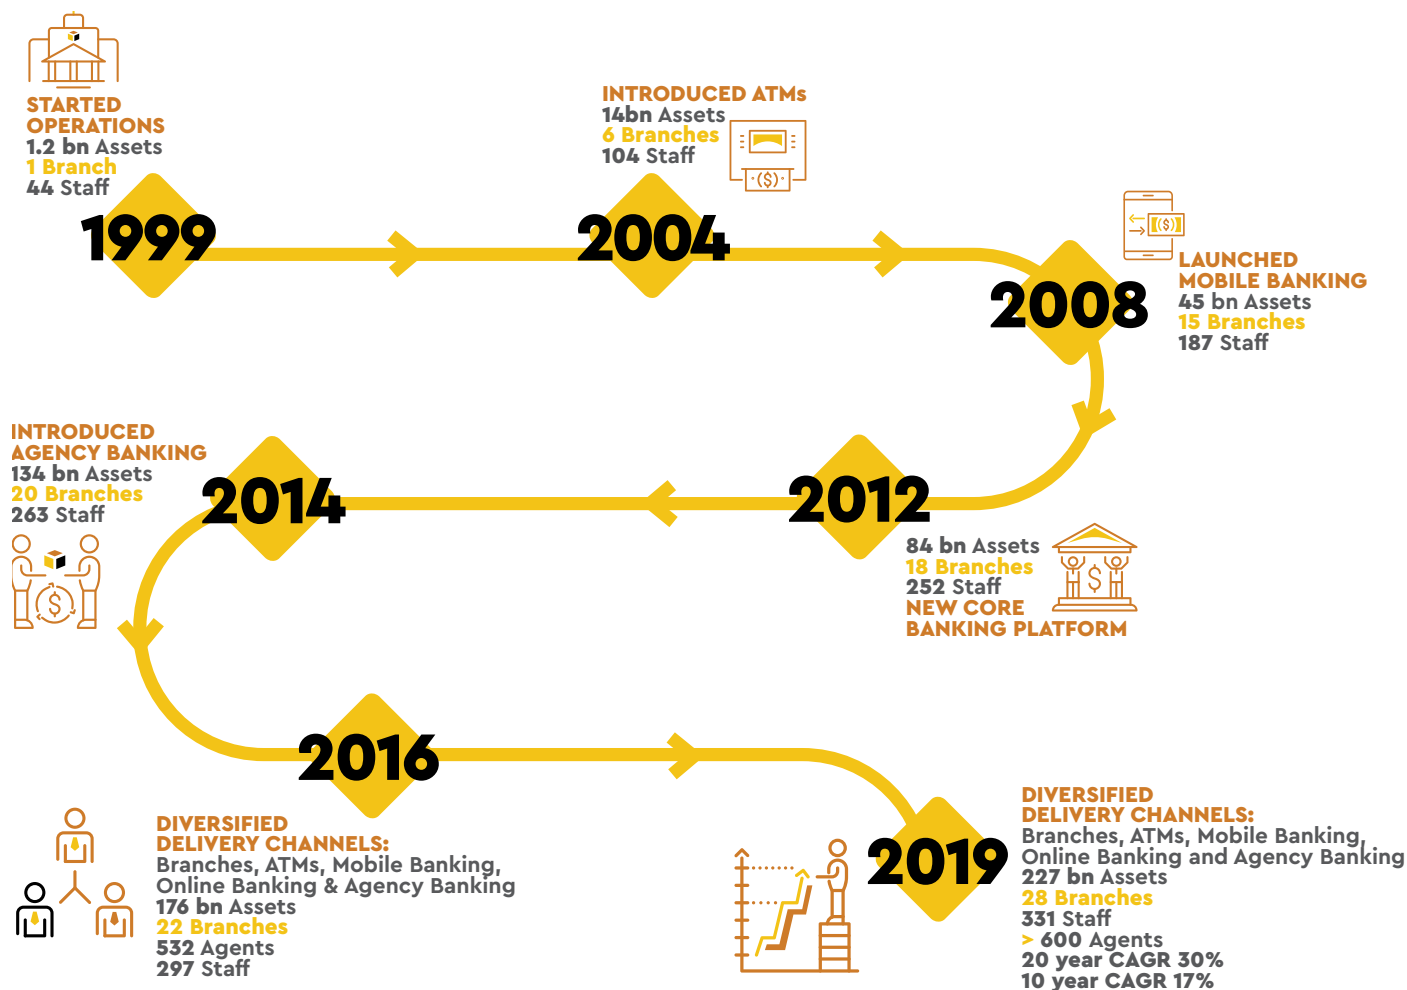 STARTED
OPERATIONS
1.2 bn Assets
1 Branch
44 Staff
1999
INTRODUCED ATMs
14bn Assets
6 Branches
104 Staff
($)
2004
($)
LAUNCHED
MOBILE BANKING
45 bn Assets
15 Branches
187 Staff
2008
84 bn Assets
18 Branches
252 Staff
NEW CORE
BANKING PLATFORM
$
2012
INTRODUCED
AGENCY BANKING
134 bn Assets
20 Branches
263 Staff
$
2014
2016
DIVERSIFIED
DELIVERY CHANNELS:
Branches, ATMs, Mobile Banking,
Online Banking & Agency Banking
176 bn Assets
22 Branches
532 Agents
297 Staff
2019
DIVERSIFIED
DELIVERY CHANNELS:
Branches, ATMs, Mobile Banking,
Online Banking and Agency Banking
227 bn Assets
28 Branches
331 Staff
> 600 Agents
20 year CAGR 30%
10 year CAGR 17%